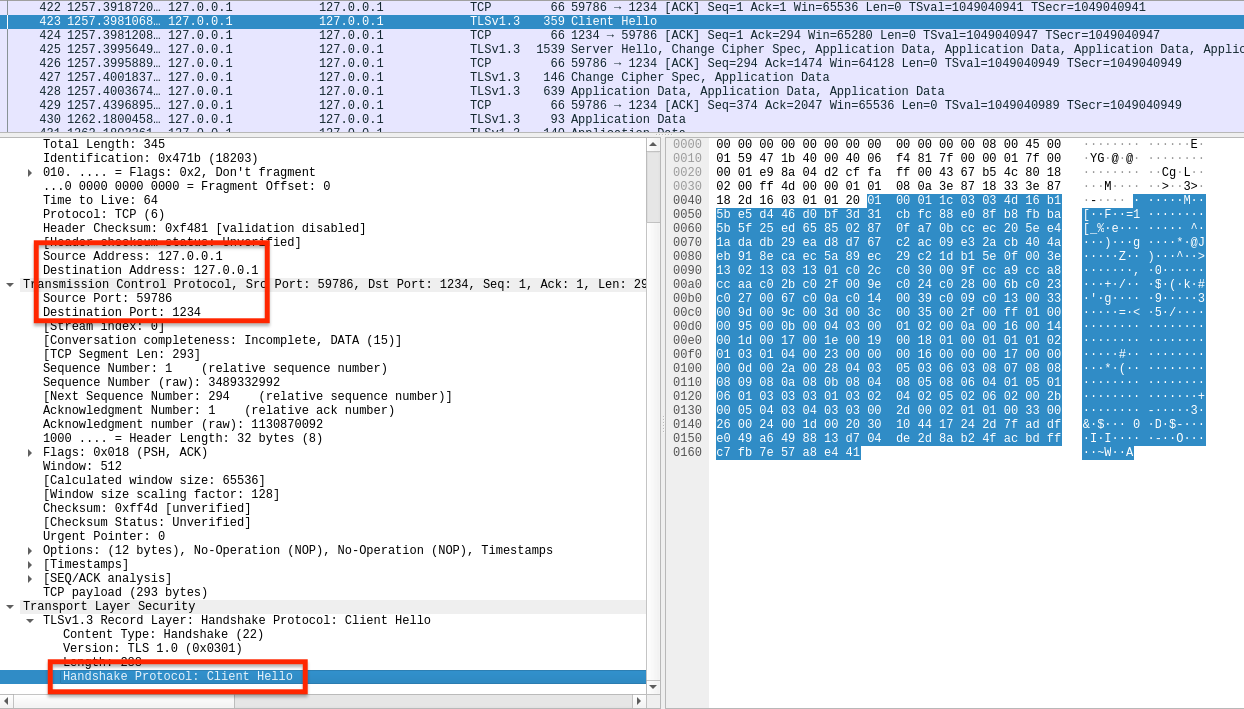 422 1257.3918720… 127.0.0.1 127.0.0.1 TCP 66 59786 → 1234 [ACK] Seq=1 Ack=1 Win=65536 Len=0 TSval=1049040941 TSecr=1049040941
423 1257.3981068… 127.0.0.1 127.0.0.1 TLSv1.3 359 Client Hello
424 1257.3981208… 127.0.0.1 127.0.0.1 TCP 66 1234 → 59786 [ACK] Seq=1 Ack=294 Win=65280 Len=0 TSval=1049040947 TSecr=1049040947
425 1257.3995649… 127.0.0.1 127.0.0.1 TLSv1.3 1539 Server Hello, Change Cipher Spec, Application Data, Application Data, Application Data, Applic
426 1257.3995889… 127.0.0.1 127.0.0.1 TCP 66 59786 → 1234 [ACK] Seq=294 Ack=1474 Win=64128 Len=0 TSval=1049040949 TSecr=1049040949
427 1257.4001837… 127.0.0.1 127.0.0.1 TLSv1.3 146 Change Cipher Spec, Application Data
428 1257.4003674… 127.0.0.1 127.0.0.1 TLSv1.3 639 Application Data, Application Data, Application Data
429 1257.4396895… 127.0.0.1 127.0.0.1 TCP 66 59786 → 1234 [ACK] Seq=374 Ack=2047 Win=65536 Len=0 TSval=1049040989 TSecr=1049040949
430 1262.1800458… 127.0.0.1 127.0.0.1 TLSv1.3 93 Application Data
Total Length: 345
Identification: 0x471b (18203)
010. .... = Flags: 0x2, Don't fragment
...0 0000 0000 0000 = Fragment Offset: 0
Time to Live: 64
Protocol: TCP (6)
Header Checksum: 0xf481 [validation disabled]
[Header checksum status: Unverified]
Source Address: 127.0.0.1
Destination Address: 127.0.0.1
Transmission Control Protocol, Src Port: 59786, Dst Port: 1234, Seq: 1, Ack: 1, Len: 29
Source Port: 59786
Destination Port: 1234
[Stream index: 0]
[Conversation completeness: Incomplete, DATA (15)]
[TCP Segment Len: 293]
Sequence Number: 1 (relative sequence number)
Sequence Number (raw): 3489332992
[Next Sequence Number: 294 (relative sequence number)]
Acknowledgment Number: 1 (relative ack number)
Acknowledgment number (raw): 1130870092
1000 .... = Header Length: 32 bytes (8)
Flags: 0x018 (PSH, ACK)
Window: 512
[Calculated window size: 65536]
[Window size scaling factor: 128]
Checksum: 0xff4d [unverified]
[Checksum Status: Unverified]
Urgent Pointer: 0
Options: (12 bytes), No-Operation (NOP), No-Operation (NOP), Timestamps
[Timestamps]
[SEQ/ACK analysis]
TCP payload (293 bytes)
Transport Layer Security
TLSv1.3 Record Layer: Handshake Protocol: Client Hello
Content Type: Handshake (22)
Version: TLS 1.0 (0x0301)
Length: 288
Handshake Protocol: Client Hello
0000 00 00 00 00 00 00 00 00 00 00 00 00 08 00 45 00 ········ ······E·
0010 01 59 47 1b 40 00 40 06 f4 81 7f 00 00 01 7f 00 ·YG·@·@· ········
0020 00 01 e9 8a 04 d2 cf fa ff 00 43 67 b5 4c 80 18 ········ ··Cg·L··
0030 02 00 ff 4d 00 00 01 01 08 0a 3e 87 18 33 3e 87 ···M···· ··>··3>·
0040 18 2d 16 03 01 01 20 01 00 01 1c 03 03 4d 16 b1 ·-···· · ·····M··
0050 5b e5 d4 46 d0 bf 3d 31 cb fc 88 e0 8f b8 fb ba [··F··=1 ········
0060 5b 5f 25 ed 65 85 02 87 0f a7 0b cc ec 20 5e e4 [_%·e··· ····· ^·
0070 1a da db 29 ea d8 d7 67 c2 ac 09 e3 2a cb 40 4a ···)···g ····*·@J
0080 eb 91 8e ca ec 5a 89 ec 29 c2 1d b1 5e 0f 00 3e ·····Z·· )···^··>
0090 13 02 13 03 13 01 c0 2c c0 30 00 9f cc a9 cc a8 ·······, ·0······
00a0 cc aa c0 2b c0 2f 00 9e c0 24 c0 28 00 6b c0 23 ···+·/·· ·$·(·k·#
00b0 c0 27 00 67 c0 0a c0 14 00 39 c0 09 c0 13 00 33 ·'·g···· ·9·····3
00c0 00 9d 00 9c 00 3d 00 3c 00 35 00 2f 00 ff 01 00 ·····=·< ·5·/····
00d0 00 95 00 0b 00 04 03 00 01 02 00 0a 00 16 00 14 ········ ········
00e0 00 1d 00 17 00 1e 00 19 00 18 01 00 01 01 01 02 ········ ········
00f0 01 03 01 04 00 23 00 00 00 16 00 00 00 17 00 00 ·····#·· ········
0100 00 0d 00 2a 00 28 04 03 05 03 06 03 08 07 08 08 ···*·(·· ········
0110 08 09 08 0a 08 0b 08 04 08 05 08 06 04 01 05 01 ········ ········
0120 06 01 03 03 03 01 03 02 04 02 05 02 06 02 00 2b ········ ·······+
0130 00 05 04 03 04 03 03 00 2d 00 02 01 01 00 33 00 ········ -·····3·
0140 26 00 24 00 1d 00 20 30 10 44 17 24 2d 7f ad df &·$··· 0 ·D·$-···
0150 e0 49 a6 49 88 13 d7 04 de 2d 8a b2 4f ac bd ff ·I·I···· ·-··O···
0160 c7 fb 7e 57 a8 e4 41 ··~W··A